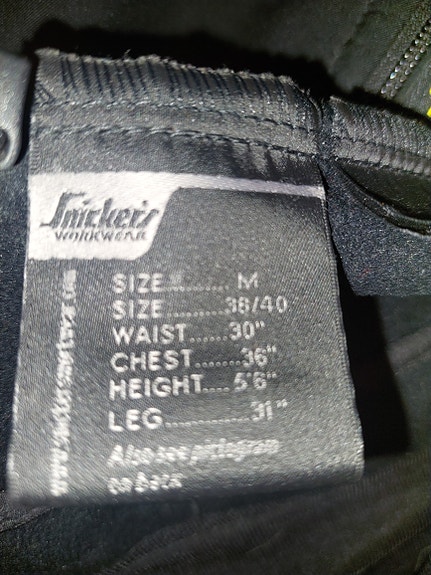 Snickers
WORKWEAR
SIZE............ M
SIZE.........38/40
WAIST......30"
CHEST......36"
HEIGHT....5'6"
LEG.............31"
Also see pictogram
on back